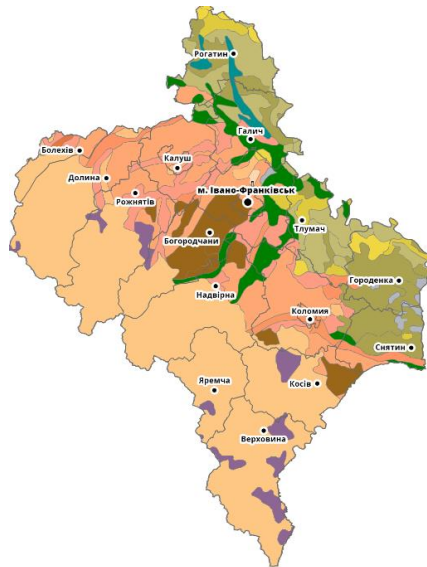 Рогатин
Галич
Болехів
Калуш
Долина
м. Івано-Франківськ
Рожнятів
Тлумач
Богородчани
Городенка
Надвірна
Коломия
Снятин
Яремча
Косів
Верховина